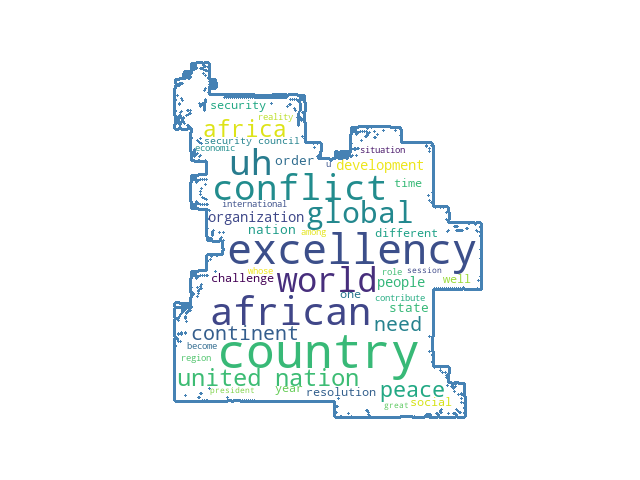 security
reality
africa
security council
economic
situation
uh order u development
conflict time
international
organization global
nation among different
excellency
whose role session
challenge world people well
one contribute
african state
continent need
become
region country
united nation peace
president year resolution
great social